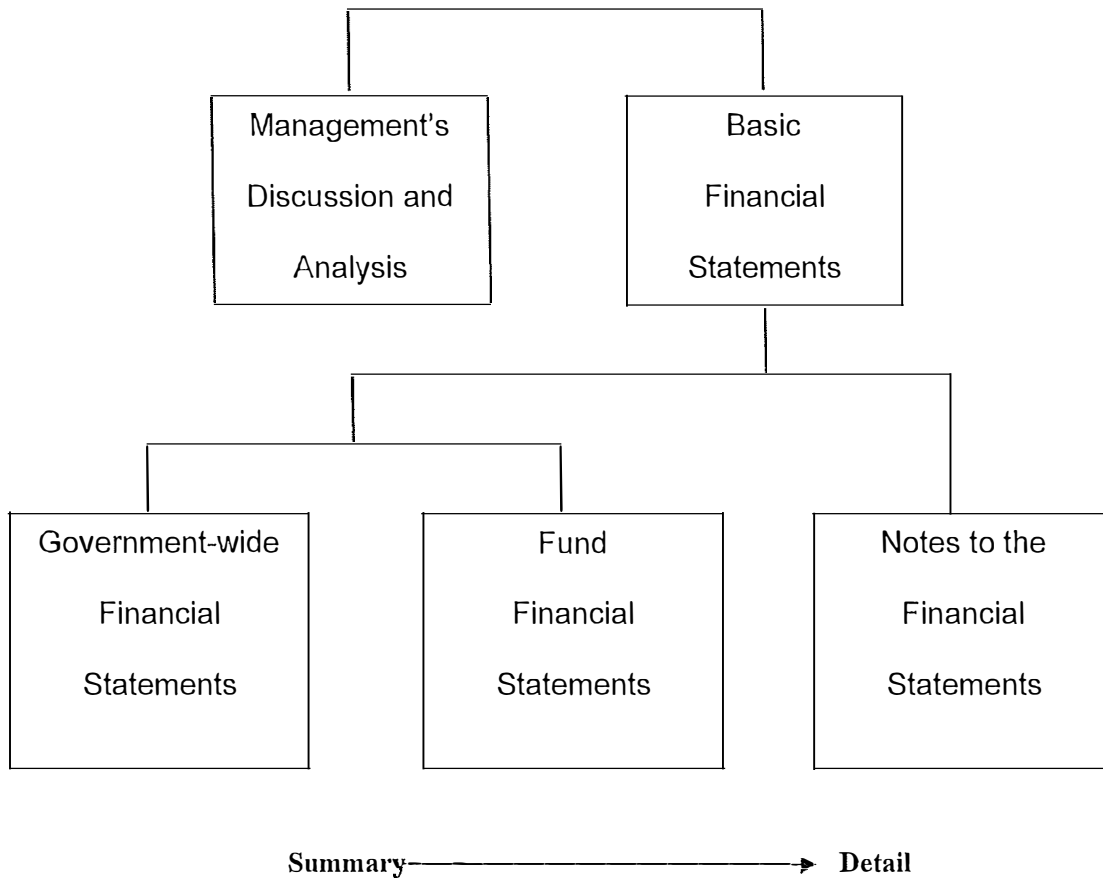 Management's
Discussion and
Analysis
Basic
Financial
Statements
Government-wide
Financial
Statements
Fund
Financial
Statements
Notes to the
Financial
Statements
Summary
Detail